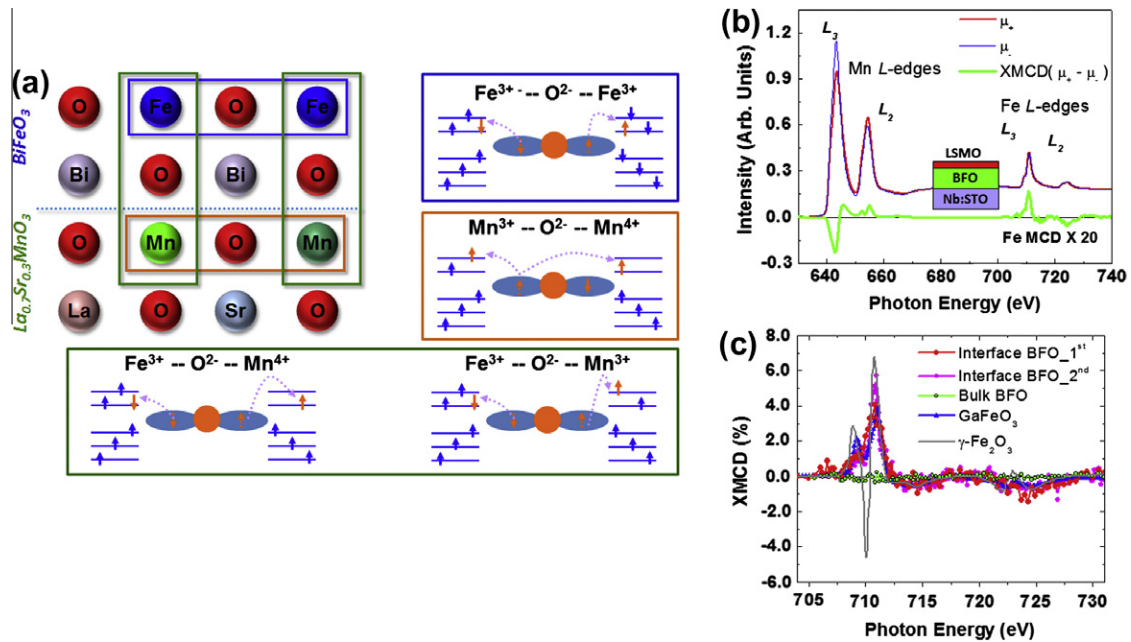 (a)
BiFeO3
La0.7Sr0.3MnO3
O Fe O Fe
Bi O Bi O
O Mn O Mn
La O Sr O
Fe3+ - -- O2- -- Fe3+
Mn3+ -- O2- -- Mn4+
Fe3+ -- O2- -- Mn4+
Fe3+ -- O2- -- Mn3+
(b)
Intensity (Arb. Units)
1.2
0.9
0.6
0.3
0.0
-0.3
L3
Mn L-edges
L2
μ+
μ-
XMCD( μ+ - μ-)
Fe L-edges
L3
L2
LSMO
BFO
Nb:STO
Fe MCD X 20
640 660 680 700 720 740
Photon Energy (eV)
(c)
XMCD (%)
8.0
6.0
4.0
2.0
0.0
-2.0
-4.0
-6.0
Interface BFO_1st
Interface BFO_2nd
Bulk BFO
GaFeO3
γ-Fe2O3
705 710 715 720 725 730
Photon Energy (eV)